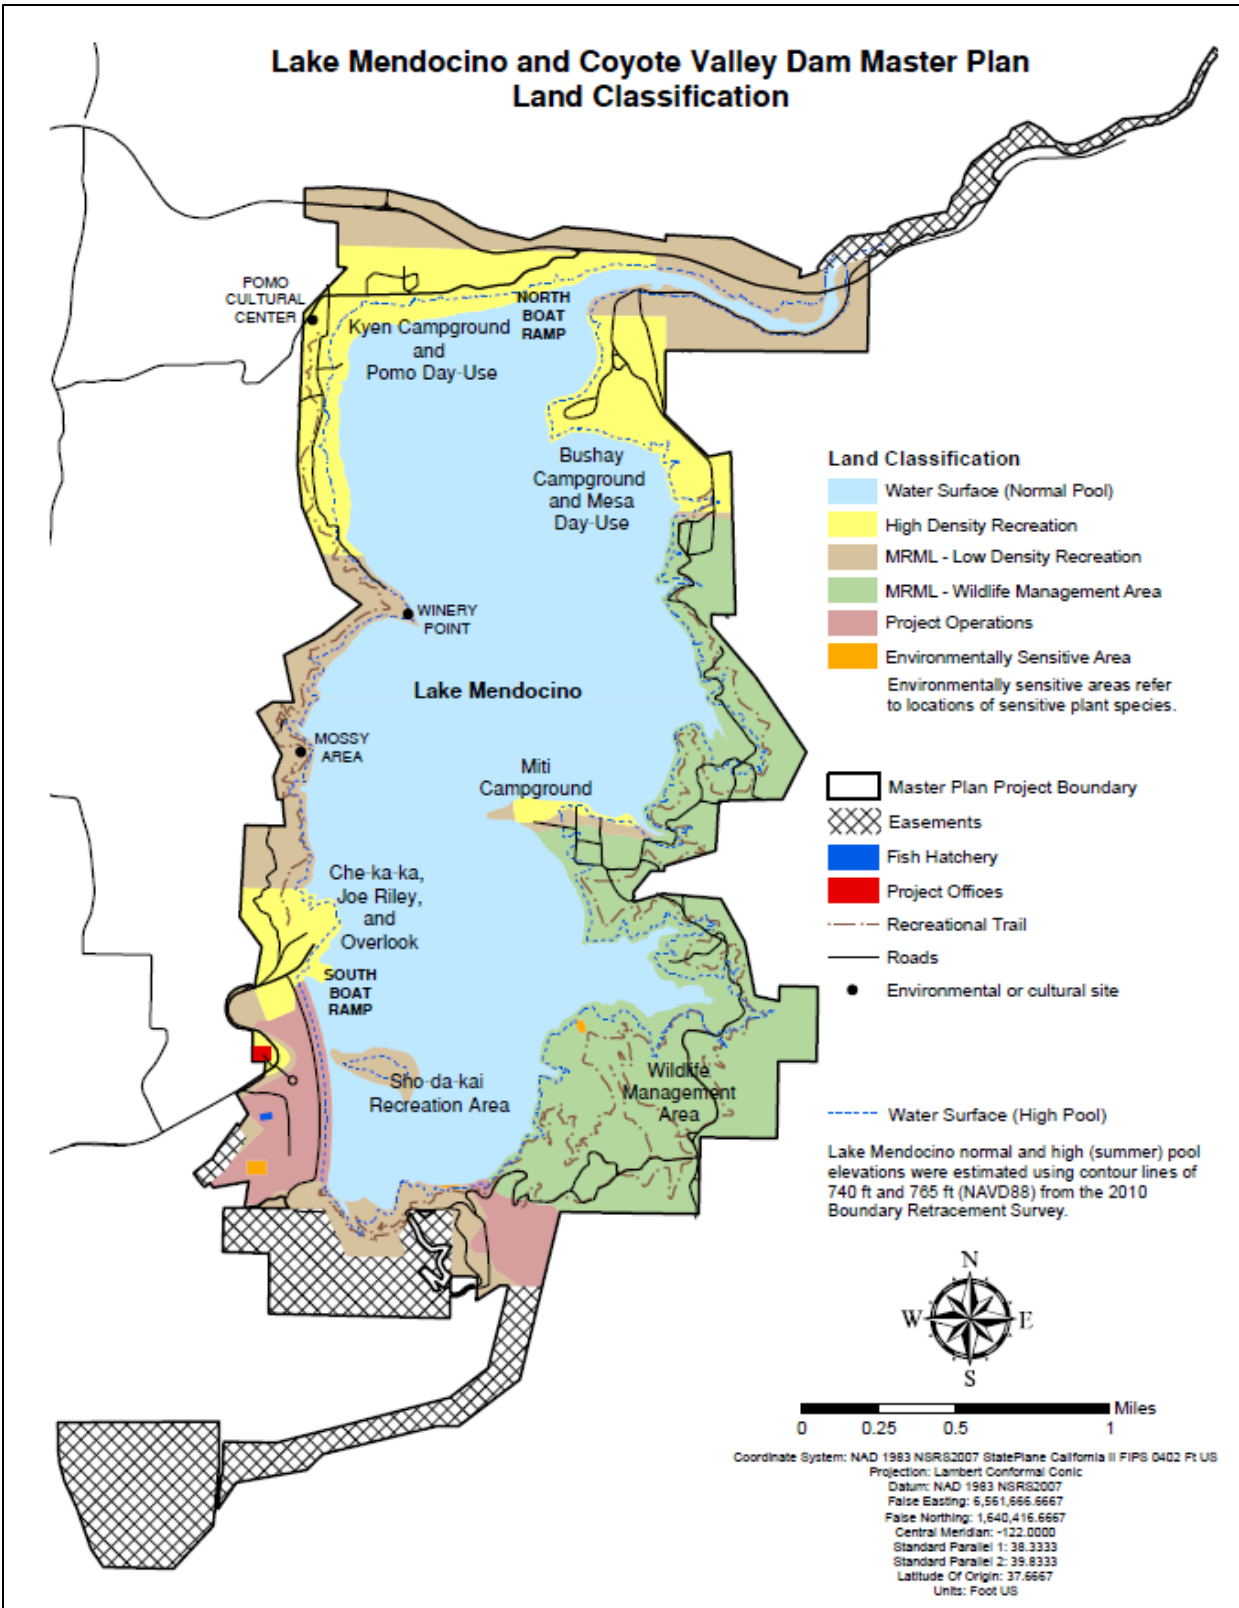 Lake Mendocino and Coyote Valley Dam Master Plan
Land Classification
POMO
CULTURAL
CENTER
NORTH
BOAT
RAMP
Kyen Campground
and
Pomo Day-Use
Bushay
Campground
and Mesa
Day-Use
WINERY
POINT
Lake Mendocino
MOSSY
AREA
Miti
Campground
Che-ka-ka,
Joe Riley,
and
Overlook
SOUTH
BOAT
RAMP
Sho-da-kai
Recreation Area
Wildlife
Management
Area
Land Classification
Water Surface (Normal Pool)
High Density Recreation
MRML - Low Density Recreation
MRML - Wildlife Management Area
Project Operations
Environmentally Sensitive Area
Environmentally sensitive areas refer
to locations of sensitive plant species.
Master Plan Project Boundary
Easements
Fish Hatchery
Project Offices
Recreational Trail
Roads
Environmental or cultural site
Water Surface (High Pool)
Lake Mendocino normal and high (summer) pool
elevations were estimated using contour lines of
740 ft and 765 ft (NAVD88) from the 2010
Boundary Retracement Survey.
N
W E
S
Miles
0 0.25 0.5 1
Coordinate System: NAD 1983 NSRS2007 StatePlane California II FIPS 0402 Ft US
Projection: Lambert Conformal Conic
Datum: NAD 1983 NSRS2007
False Easting: 6,561,666.6667
False Northing: 1,640,416.6667
Central Meridian: -122.0000
Standard Parallel 1: 38.3333
Standard Parallel 2: 39.8333
Latitude Of Origin: 37.6667
Units: Foot US